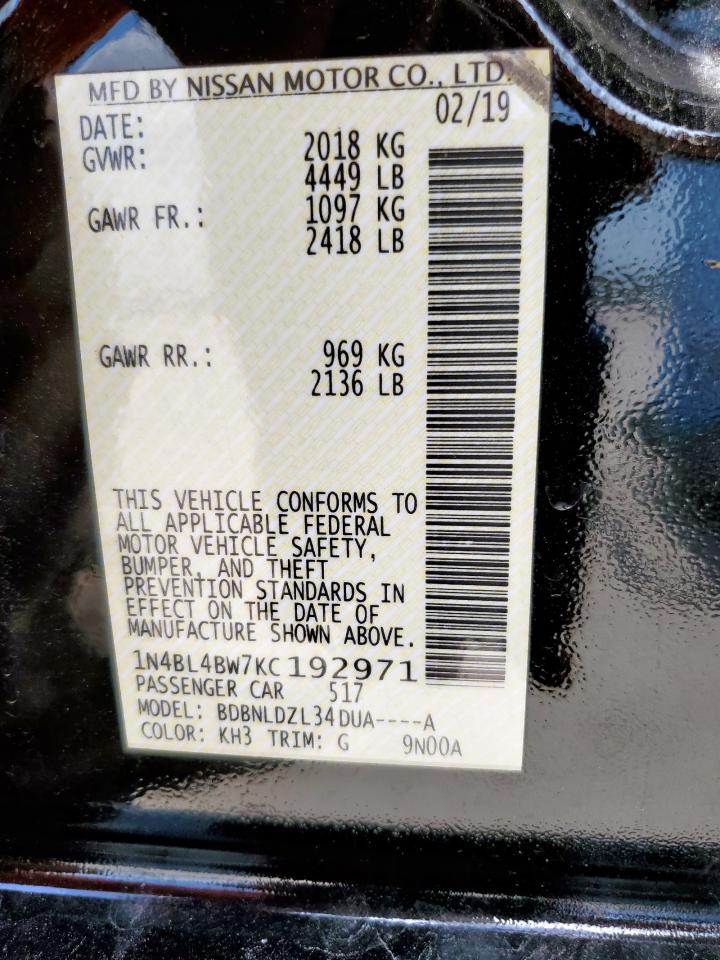 MFD BY NISSAN MOTOR CO., LTD.
DATE: 02/19
GVWR: 2018 KG
4449 LB
GAWR FR.: 1097 KG
2418 LB
GAWR RR.: 969 KG
2136 LB
THIS VEHICLE CONFORMS TO
ALL APPLICABLE FEDERAL
MOTOR VEHICLE SAFETY,
BUMPER, AND THEFT
PREVENTION STANDARDS IN
EFFECT ON THE DATE OF
MANUFACTURE SHOWN ABOVE.
1N4BL4BW7KC192971
PASSENGER CAR 517
MODEL: BDBNLDZL34DUA----A
COLOR: KH3 TRIM: G 9N00A